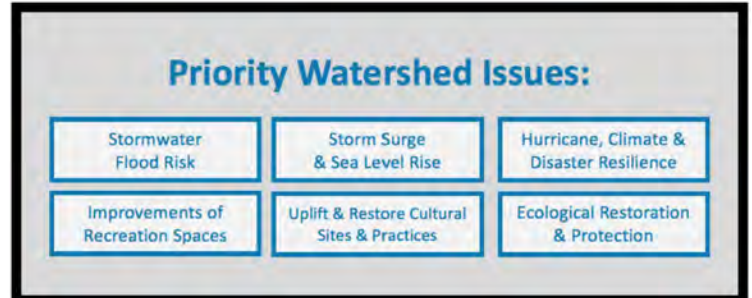 Priority Watershed Issues:
Stormwater
Flood Risk
Storm Surge
& Sea Level Rise
Hurricane, Climate &
Disaster Resilience
Improvements of
Recreation Spaces
Uplift & Restore Cultural
Sites & Practices
Ecological Restoration
& Protection